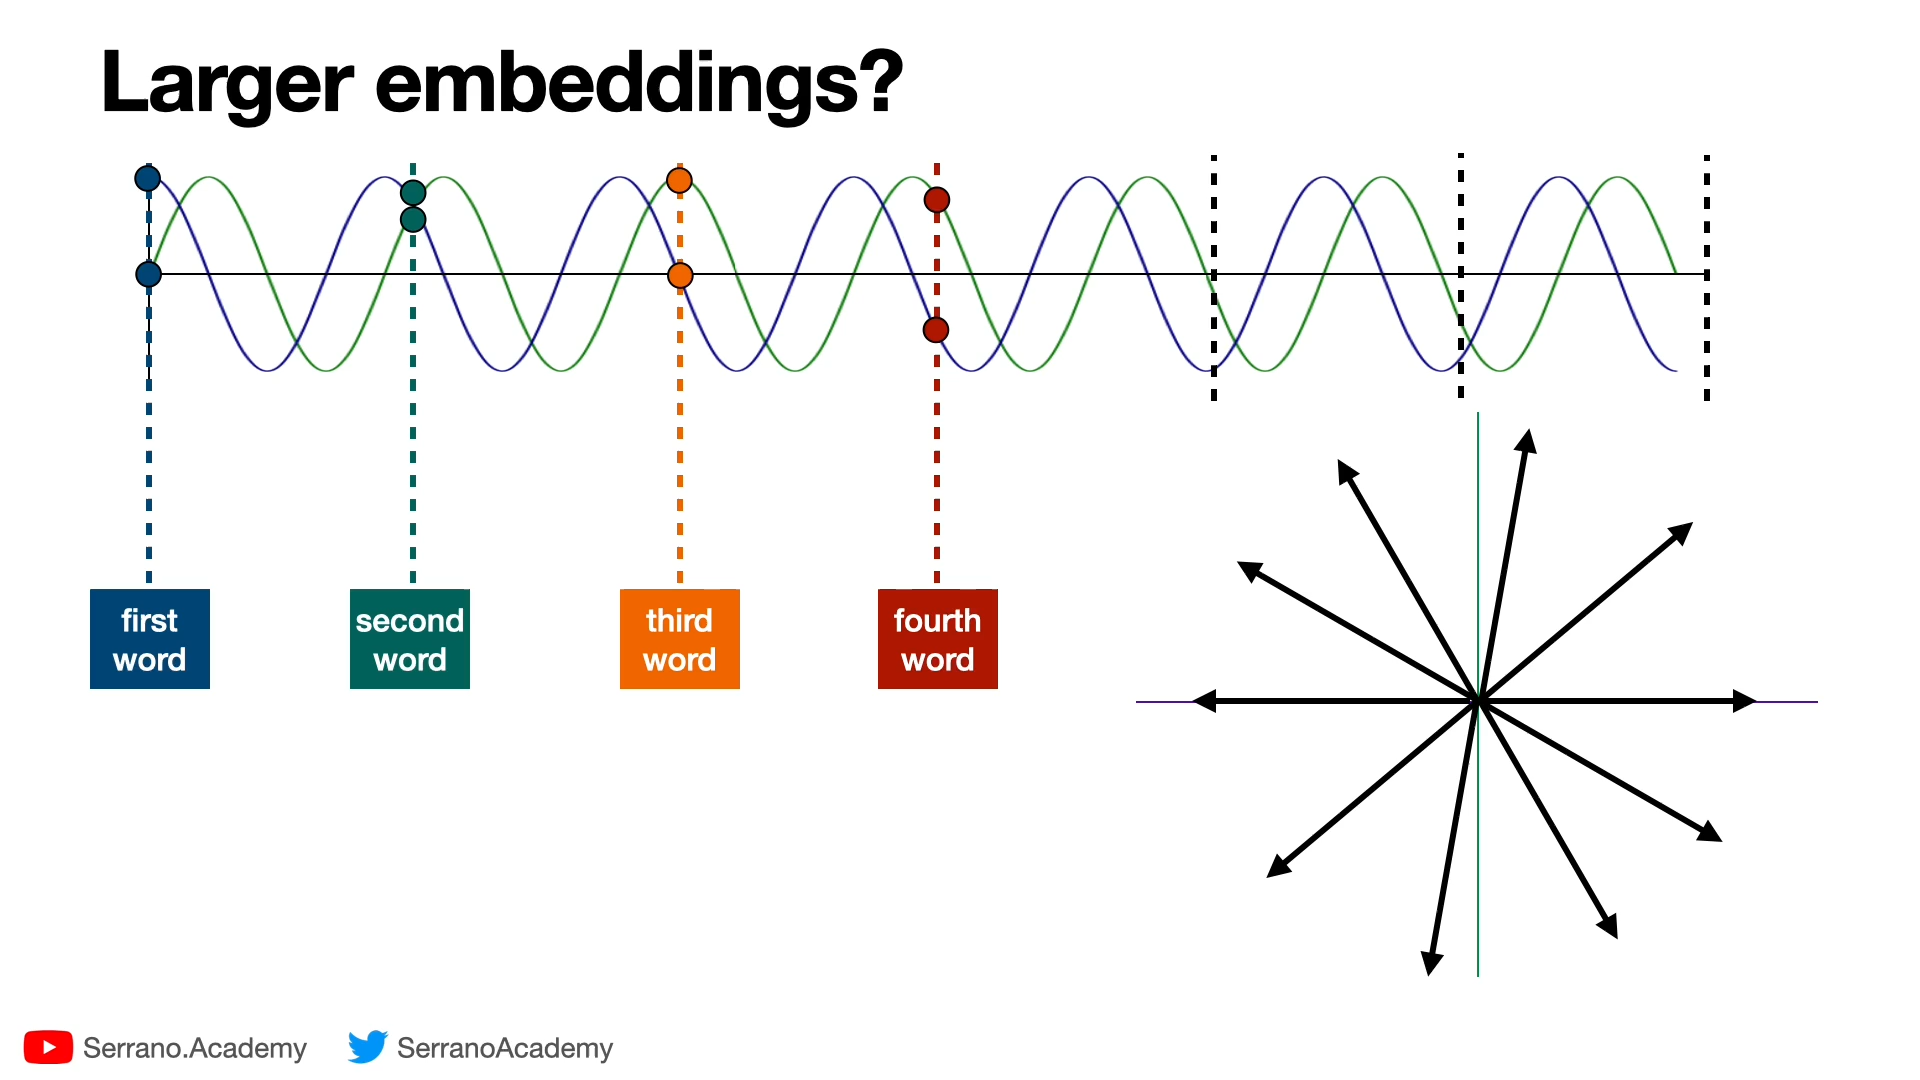 Larger embeddings?
first
word
second
word
third
word
fourth
word
Serrano.Academy
SerranoAcademy